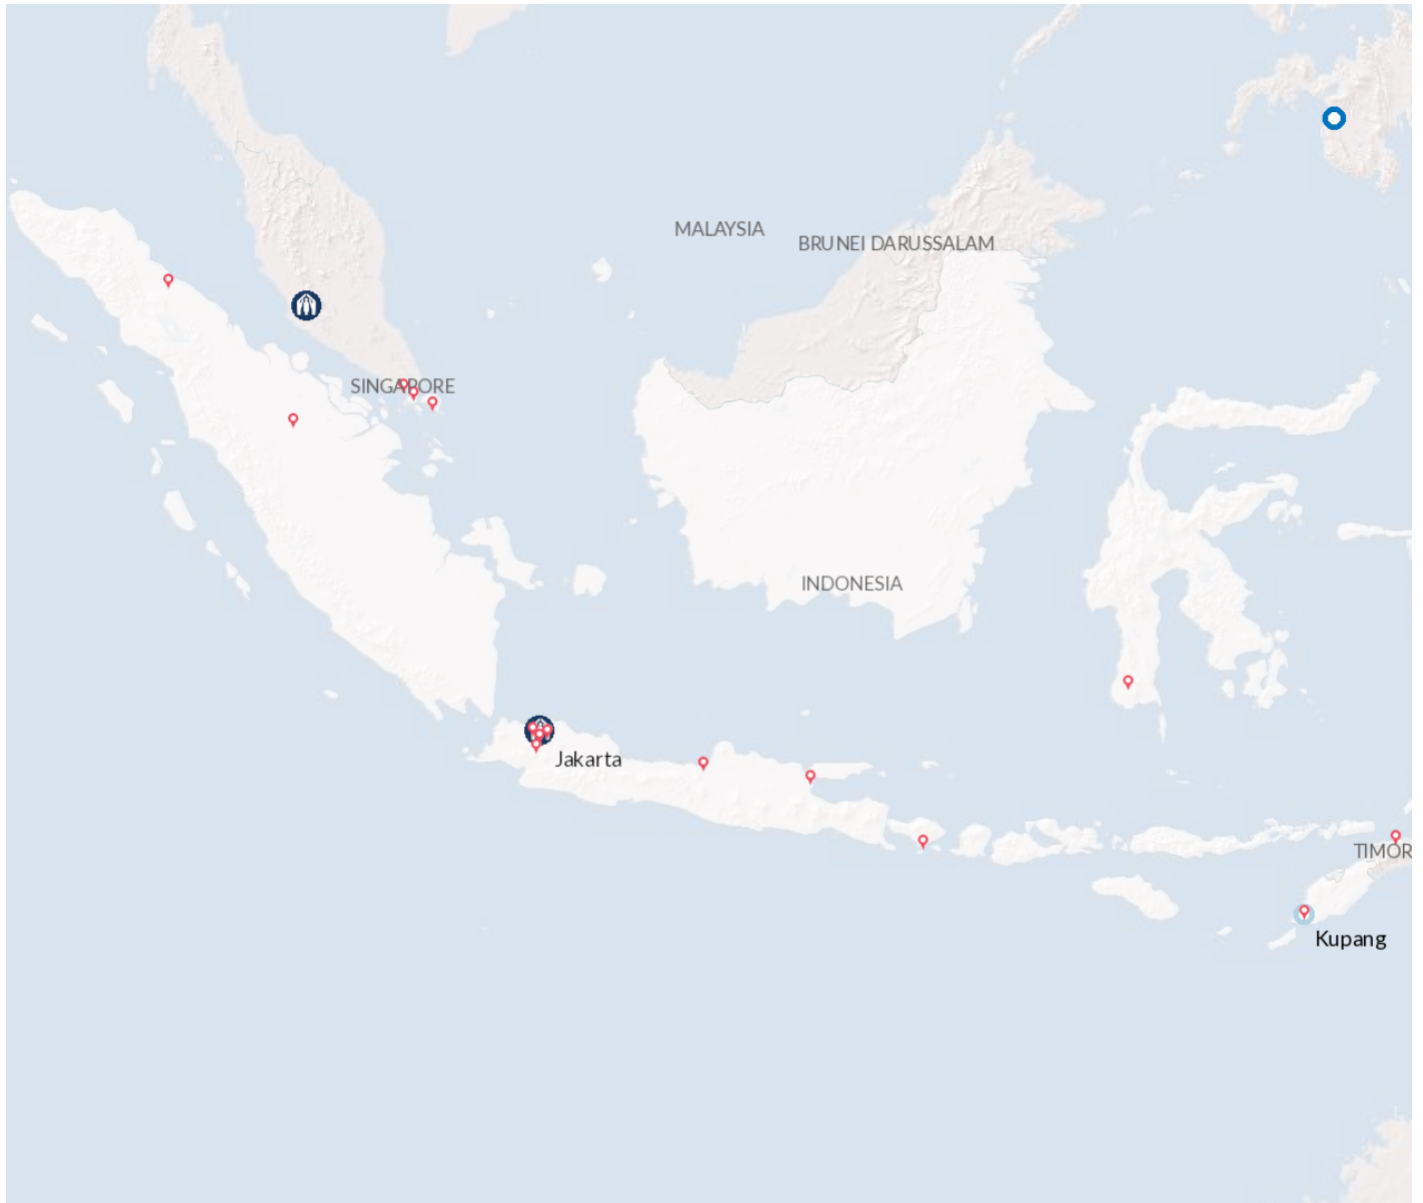 MALAYSIA
BRUNEI DARUSSALAM
SINGAPORE
INDONESIA
Jakarta
TIMOR
Kupang